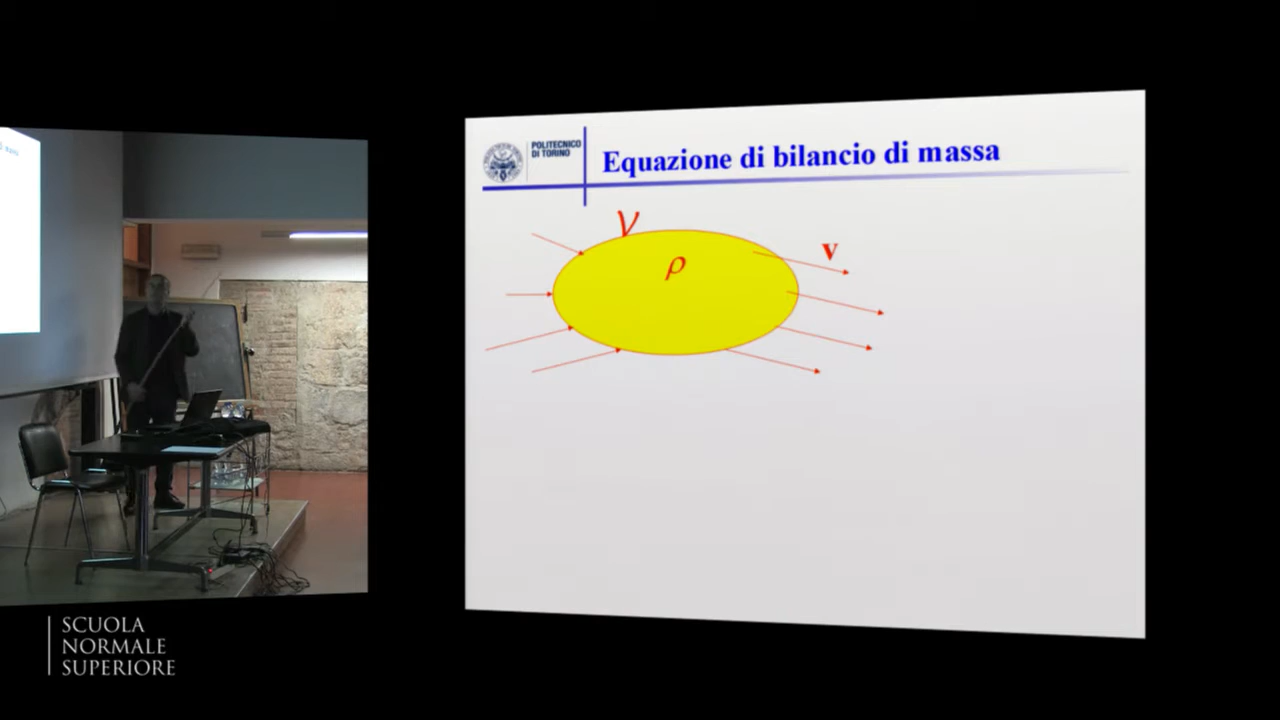 POLITECNICO
DI TORINO
Equazione di bilancio di massa
V
ρ
v
SCUOLA
NORMALE
SUPERIORE